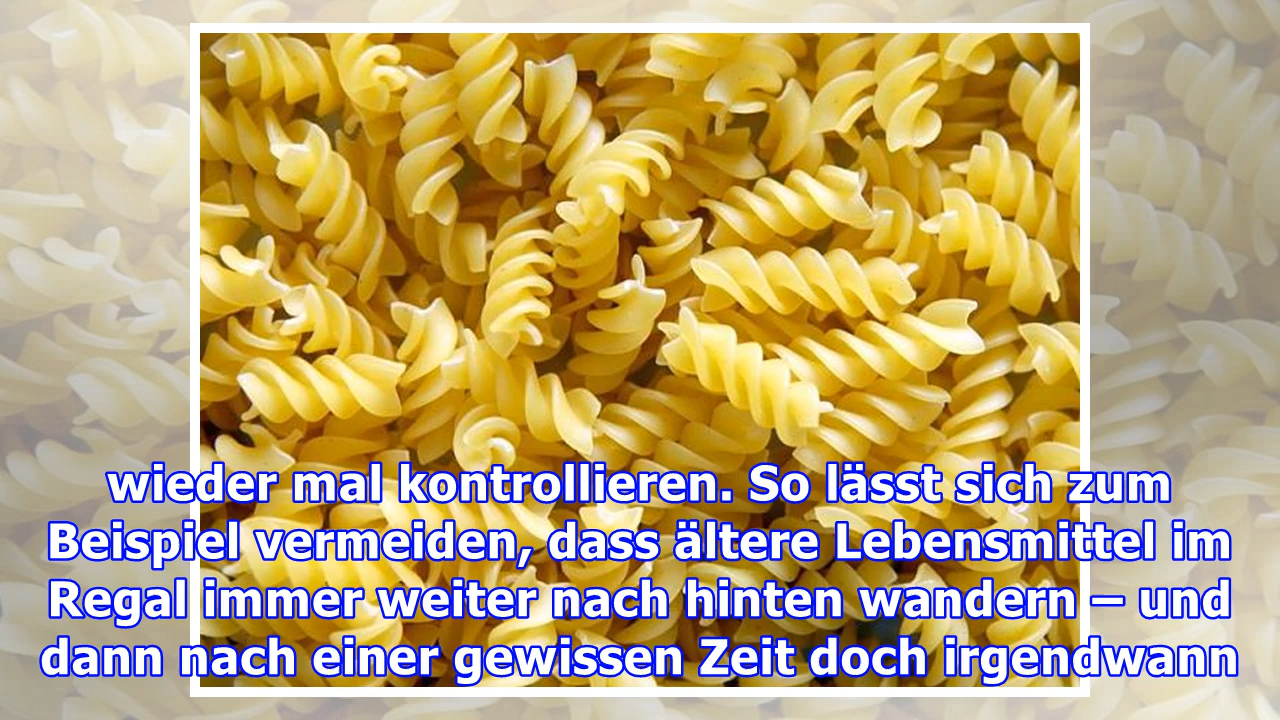 wieder mal kontrollieren. So lässt sich zum
Beispiel vermeiden, dass ältere Lebensmittel im
Regal immer weiter nach hinten wandern – und
dann nach einer gewissen Zeit doch irgendwann